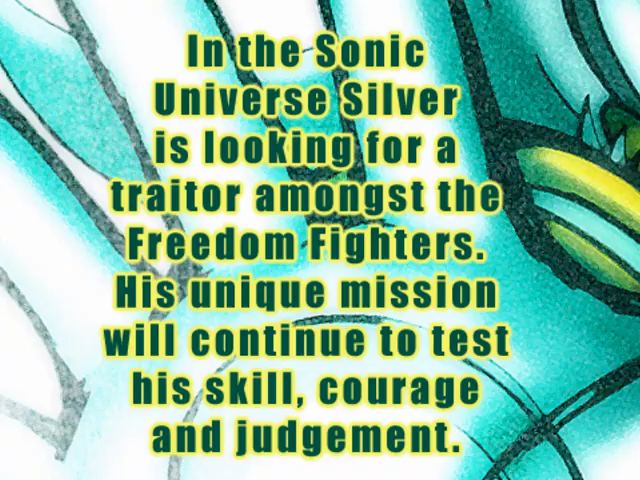 In the Sonic
Universe Silver
is looking for a
traitor amongst the
Freedom Fighters.
His unique mission
will continue to test
his skill, courage
and judgement.